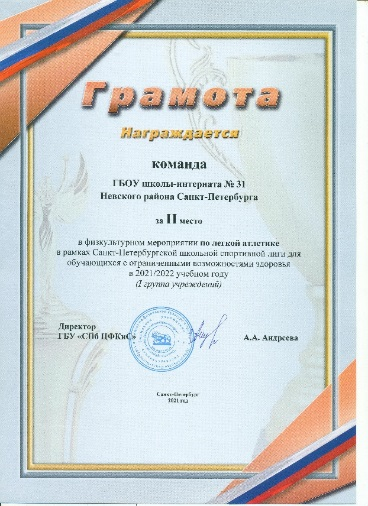 Грамота
Награждается
команда
ГБОУ школы-интерната № 31
Невского района Санкт-Петербурга
за II место
в физкультурном мероприятии по легкой атлетике
в рамках Санкт-Петербургской школьной спортивной лиги для
обучающихся с ограниченными возможностями здоровья
в 2021/2022 учебном году
(I группа учреждений)
Директор
ГБУ «СПб ЦФКиС»
А.А. Андреева
Санкт-Петербург
2021 год